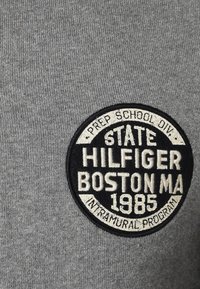 PREP SCHOOL DIV.
STATE
HILFIGER
BOSTON MA
1985
INTRAMURAL PROGRAM